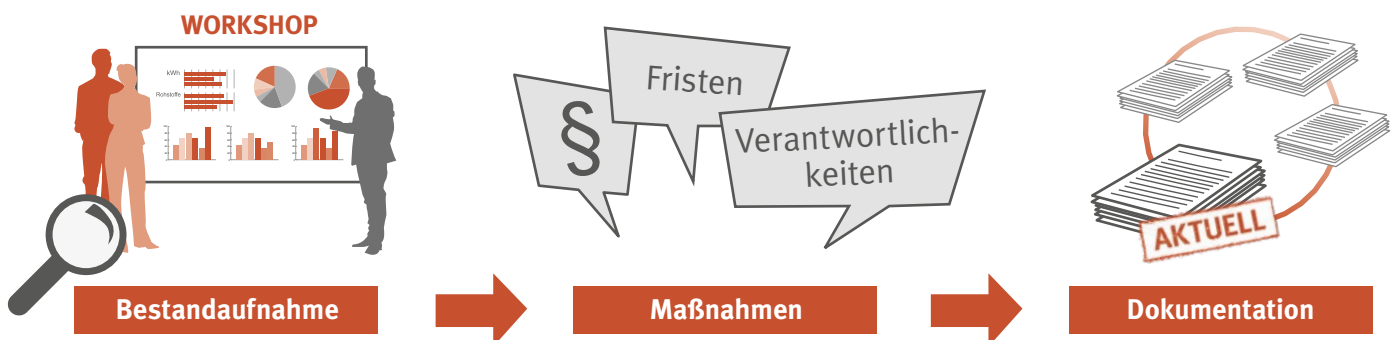 WORKSHOP
kWh
Rohstoffe
§
Fristen
Verantwortlich-
keiten
AKTUELL
Bestandaufnahme
Maßnahmen
Dokumentation